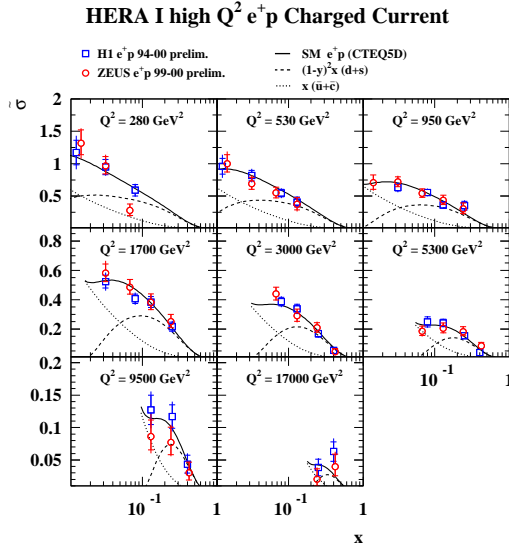 HERA I high Q² e⁺p Charged Current
H1 e⁺p 94-00 prelim.
ZEUS e⁺p 99-00 prelim.
SM e⁺p (CTEQ5D)
(1-y)²x (d+s)
x (ū+c̄)
σ̃
Q² = 280 GeV²
Q² = 530 GeV²
Q² = 950 GeV²
2
1.5
1
0.5
Q² = 1700 GeV²
Q² = 3000 GeV²
Q² = 5300 GeV²
0.8
0.6
0.4
0.2
10⁻¹
1
Q² = 9500 GeV²
Q² = 17000 GeV²
0.15
0.1
0.05
10⁻¹
1
10⁻¹
1
x